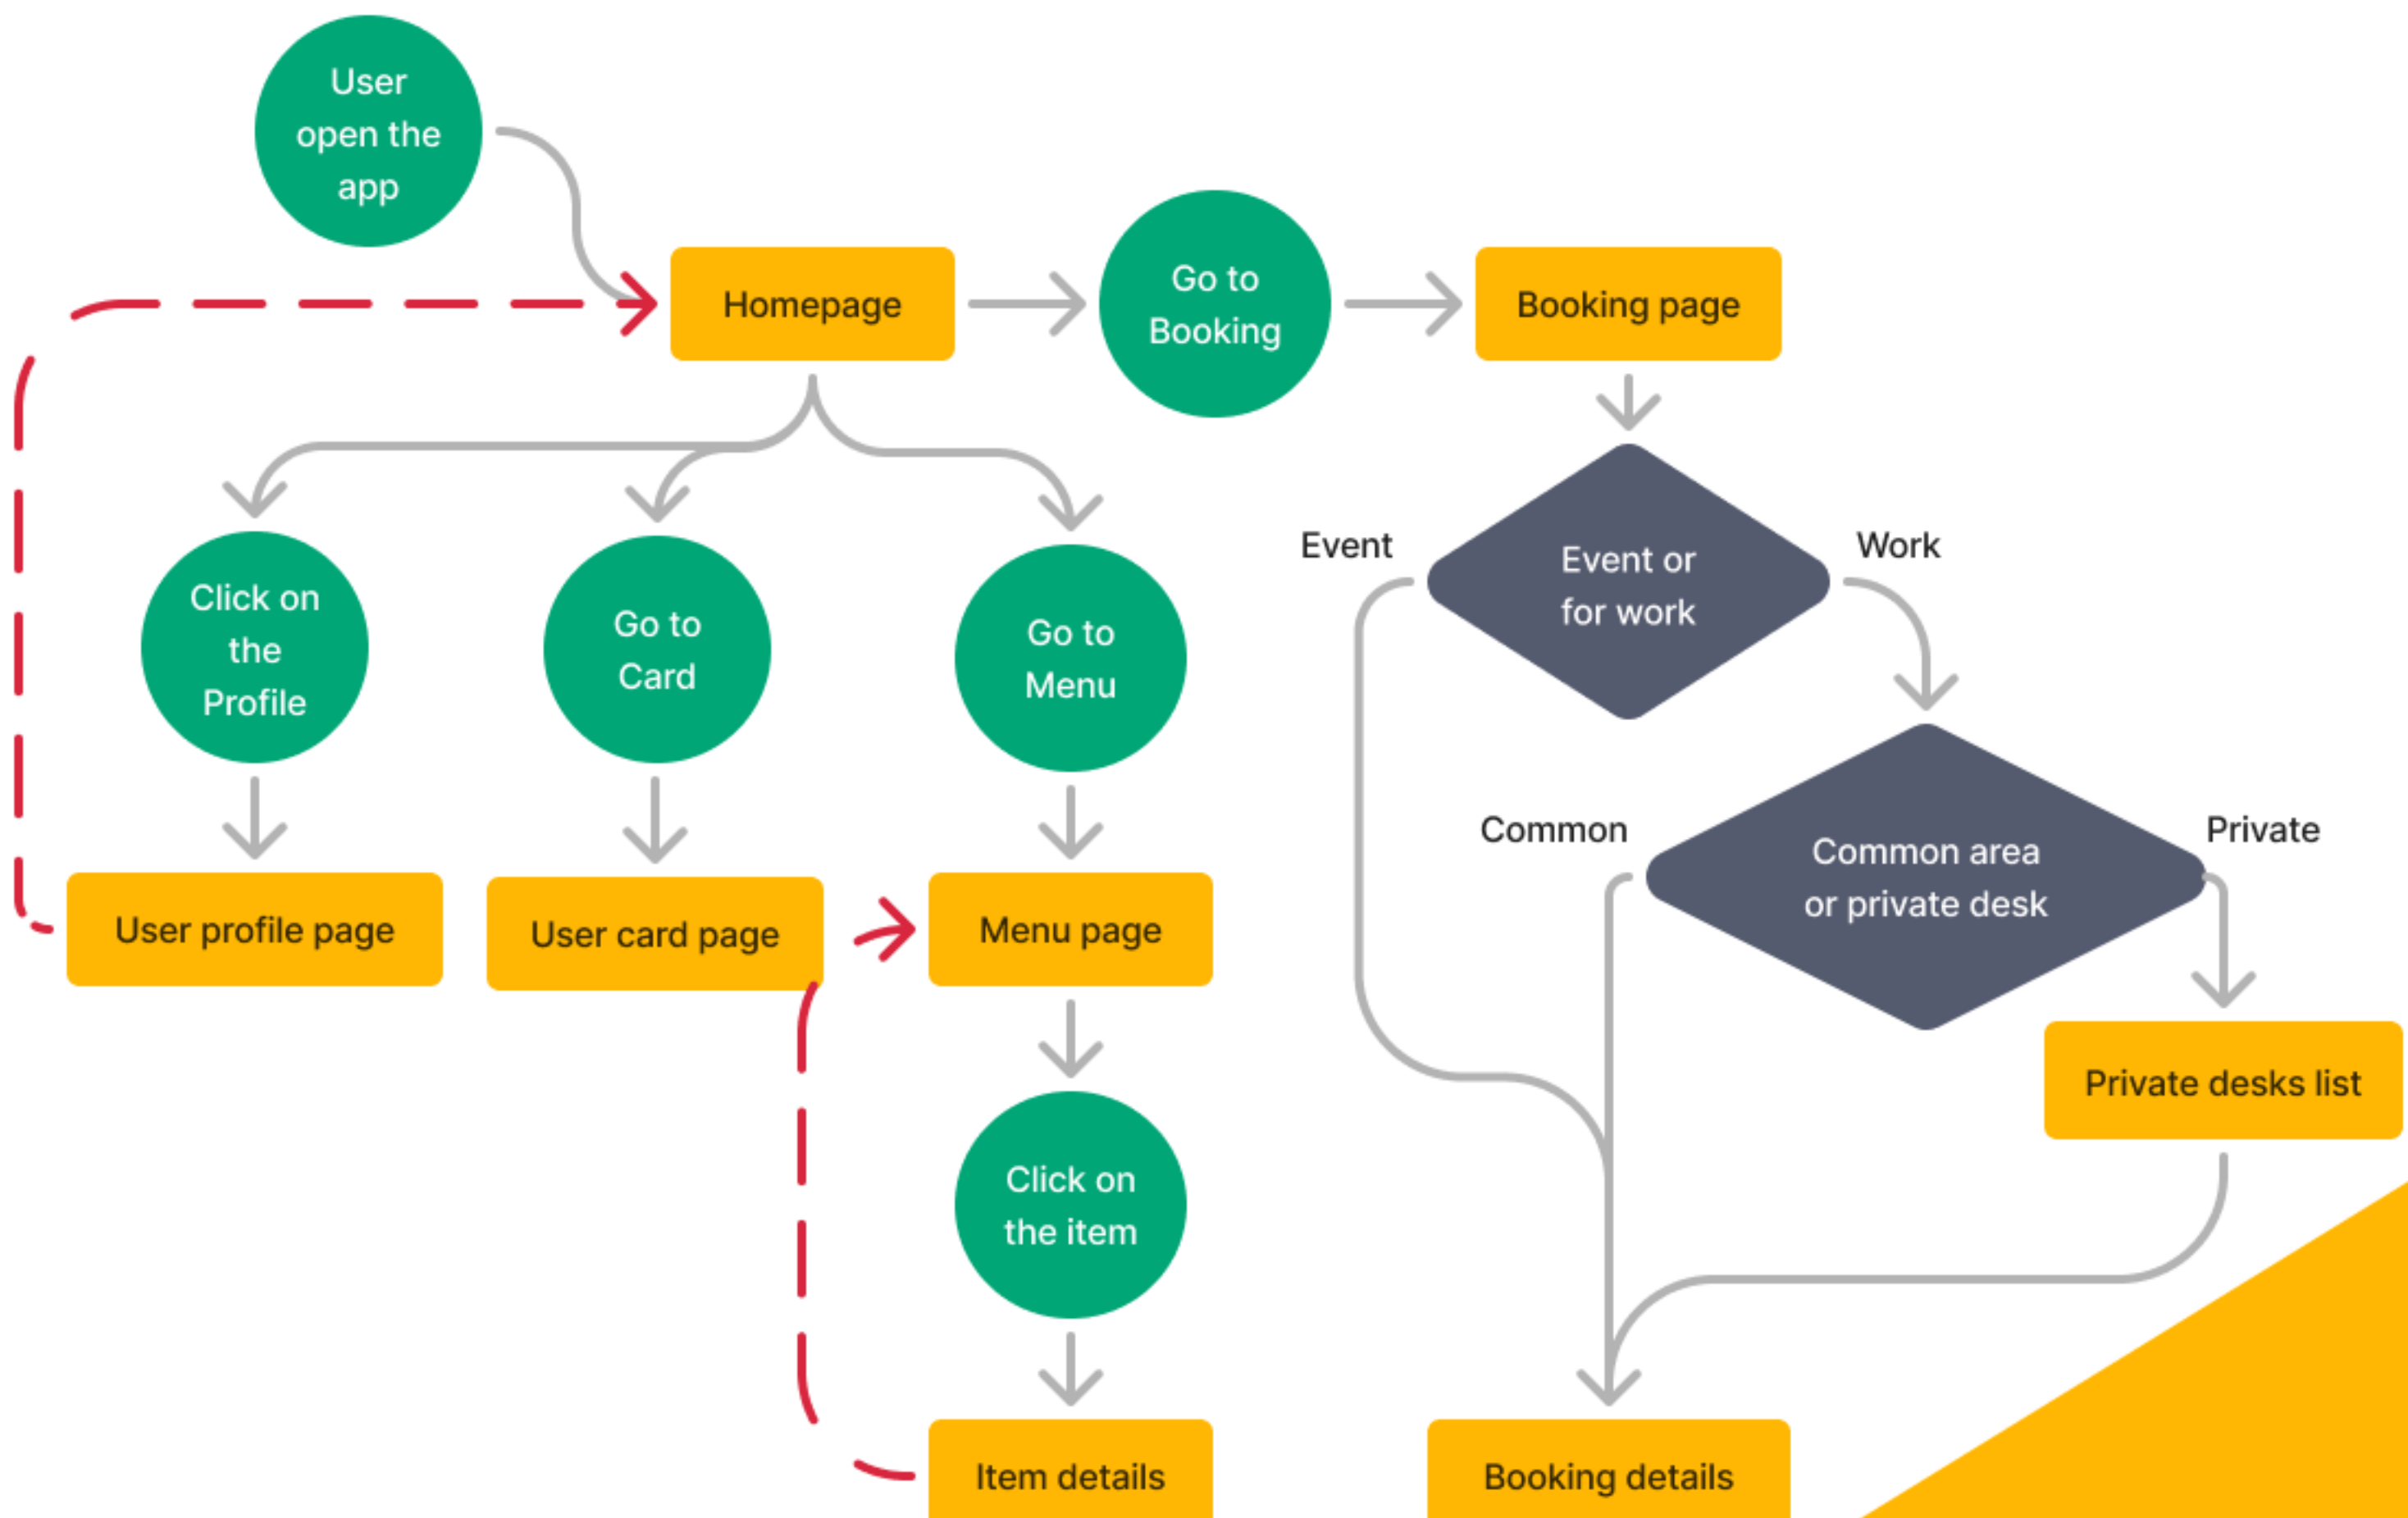 User
open the
app
Homepage
Go to
Booking
Booking page
Event
Event or
for work
Work
Click on
the
Profile
Go to
Card
Go to
Menu
Common
Common area
or private desk
Private
User profile page
User card page
Menu page
Private desks list
Click on
the item
Item details
Booking details